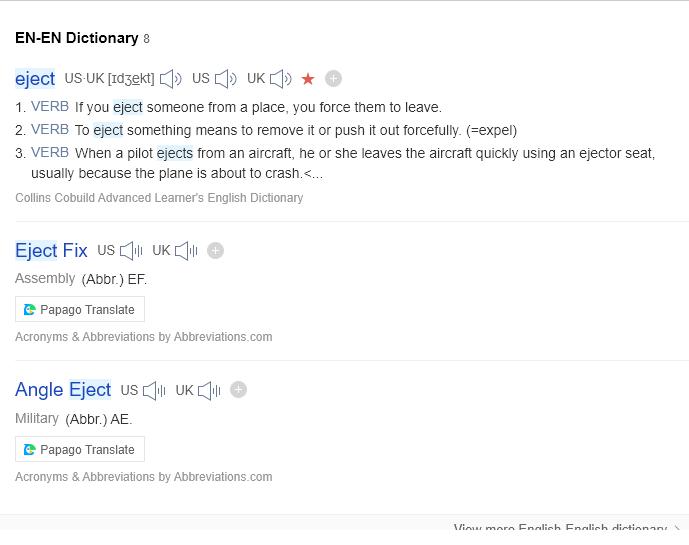 EN-EN Dictionary 8
eject US·UK [ɪdʒekt] US UK
1. VERB If you eject someone from a place, you force them to leave.
2. VERB To eject something means to remove it or push it out forcefully. (=expel)
3. VERB When a pilot ejects from an aircraft, he or she leaves the aircraft quickly using an ejector seat,
usually because the plane is about to crash.<...
Collins Cobuild Advanced Learner's English Dictionary
Eject Fix US UK
Assembly (Abbr.) EF.
Papago Translate
Acronyms & Abbreviations by Abbreviations.com
Angle Eject US UK
Military (Abbr.) AE.
Papago Translate
Acronyms & Abbreviations by Abbreviations.com
View more English-English dictionary